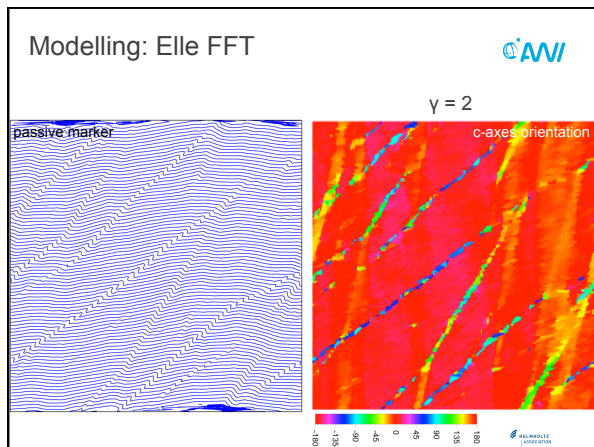 Modelling: Elle FFT
AWI
γ = 2
passive marker
c-axes orientation
-180
-135
-90
-45
0
45
90
135
180
HELMHOLTZ
ASSOCIATION